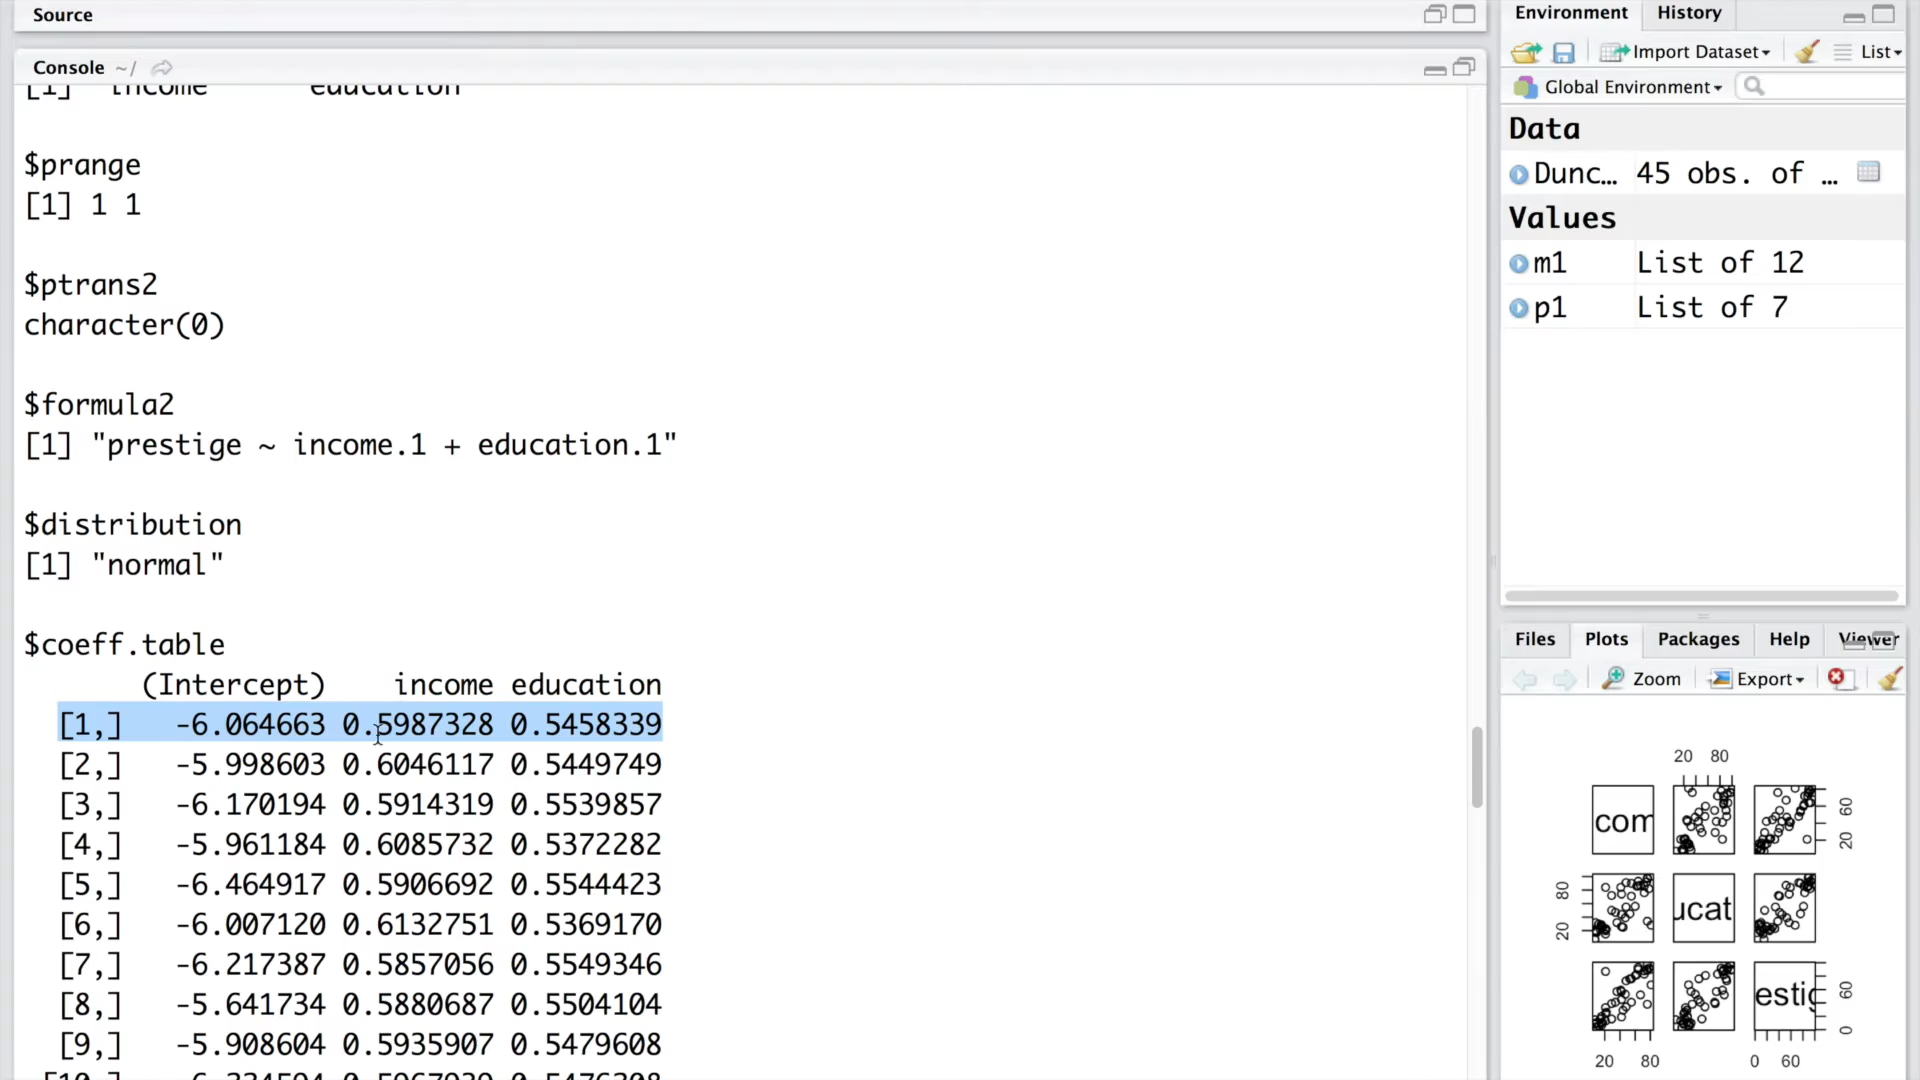 Source
Console ~/
[1] "income "education
$prange
[1] 1 1
$ptrans2
character(0)
$formula2
[1] "prestige ~ income.1 + education.1"
$distribution
[1] "normal"
$coeff.table
(Intercept) income education
[1,] -6.064663 0.5987328 0.5458339
[2,] -5.998603 0.6046117 0.5449749
[3,] -6.170194 0.5914319 0.5539857
[4,] -5.961184 0.6085732 0.5372282
[5,] -6.464917 0.5906692 0.5544423
[6,] -6.007120 0.6132751 0.5369170
[7,] -6.217387 0.5857056 0.5549346
[8,] -5.641734 0.5880687 0.5504104
[9,] -5.908604 0.5935907 0.5479608
Environment History
Import Dataset List
Global Environment
Data
Dunc... 45 obs. of ...
Values
m1 List of 12
p1 List of 7
Files Plots Packages Help Viewer
Zoom Export
20 80
com
20 60
20 80
ucat
estig
0 60
20 80
0 60